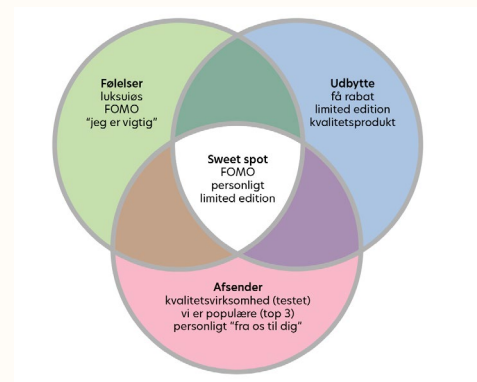 Følelser
luksuiøs
FOMO
"jeg er vigtig"
Udbytte
få rabat
limited edition
kvalitetsprodukt
Sweet spot
FOMO
personligt
limited edition
Afsender
kvalitetsvirksomhed (testet)
vi er populære (top 3)
personligt "fra os til dig"